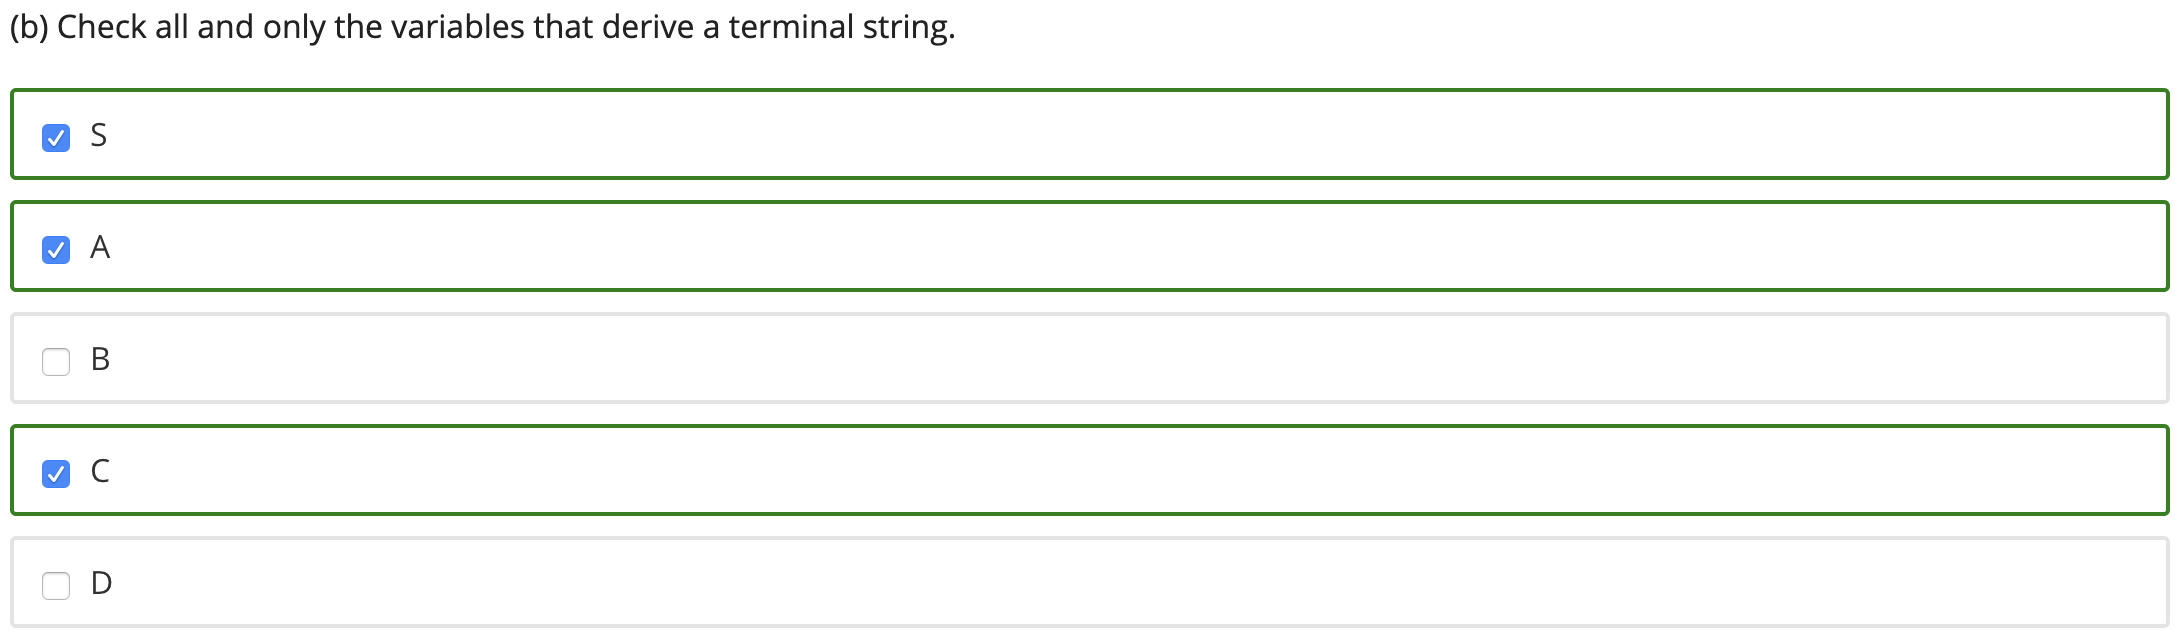 (b) Check all and only the variables that derive a terminal string.
S
A
B
C
D